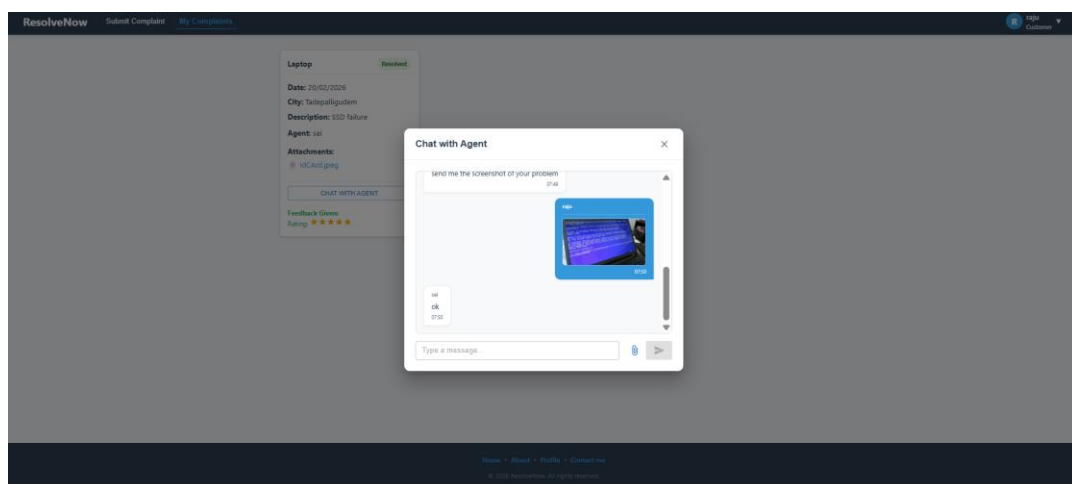 ResolveNow Submit Complaint My Complaints R raju
Customer
Laptop Resolved
Date: 20/02/2026
City: Tadepalligudem
Description: SSD failure
Agent: sai
Attachments:
idCArd.jpeg
CHAT WITH AGENT
Feedback Given:
Rating: ★★★★★
Chat with Agent
send me the screenshot of your problem
07:48
raju
07:50
sai
ok
07:50
Type a message...
Home • About • Profile • Contact me
© 2026 ResolveNow. All rights reserved.